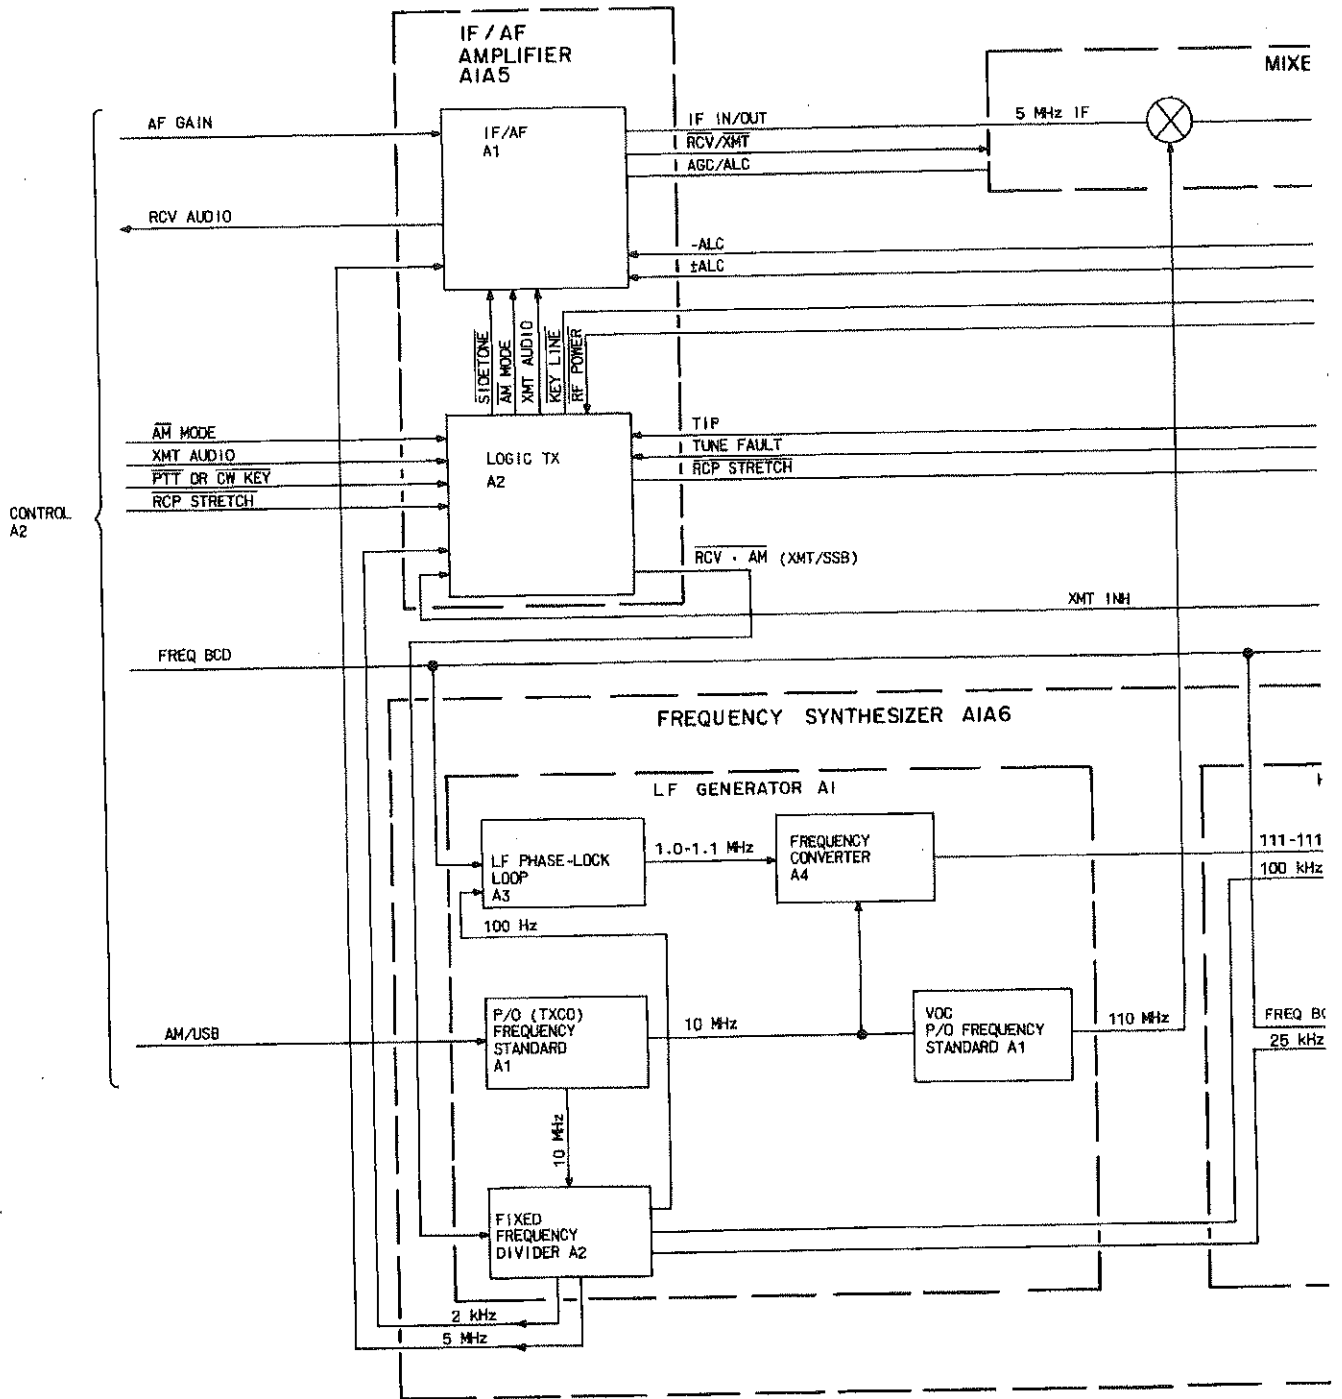 IF/AF
AMPLIFIER
A1A5
MIXE
AF GAIN
IF/AF
A1
IF IN/OUT
RCV/XMT
AGC/ALC
5 MHz IF
RCV AUDIO
-ALC
±ALC
SIDETONE
AM MODE
XMT AUDIO
KEY LINE
RF POWER
AM MODE
XMT AUDIO
PTT OR CW KEY
RCP STRETCH
LOGIC TX
A2
TIP
TUNE FAULT
RCP STRETCH
CONTROL
A2
RCV · AM (XMT/SSB)
XMT INH
FREQ BCD
FREQUENCY SYNTHESIZER A1A6
LF GENERATOR A1
LF PHASE-LOCK
LOOP
A3
1.0-1.1 MHz
FREQUENCY
CONVERTER
A4
111-111
100 kHz
100 Hz
AM/USB
P/O (TXCO)
FREQUENCY
STANDARD
A1
10 MHz
VOC
P/O FREQUENCY
STANDARD A1
110 MHz
FREQ BC
25 kHz
10 MHz
FIXED
FREQUENCY
DIVIDER A2
2 kHz
5 MHz